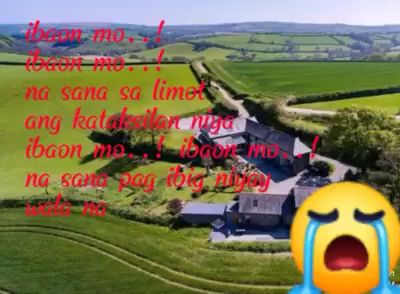 ibaon mo..!
ibaon mo..!
na sana sa limot
ang kataksilan niya
ibaon mo..! ibaon mo..!
na sana pag ibig niyay
wala na